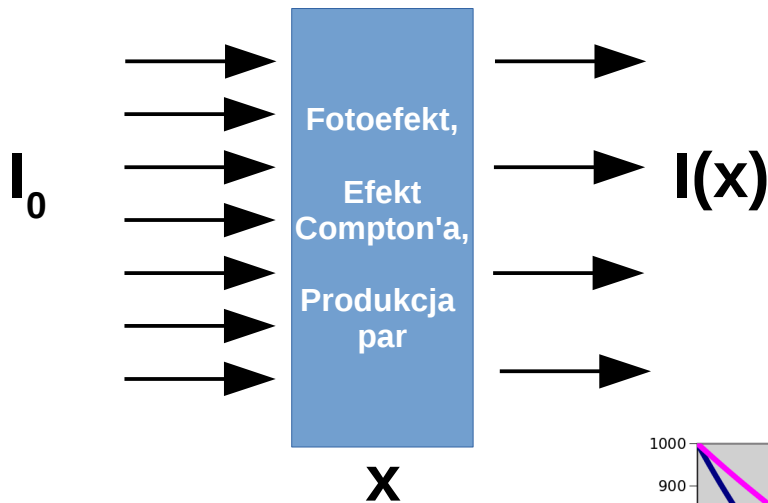 I0
Fotoefekt,
Efekt
Compton'a,
Produkcja
par
I(x)
x
1000
900